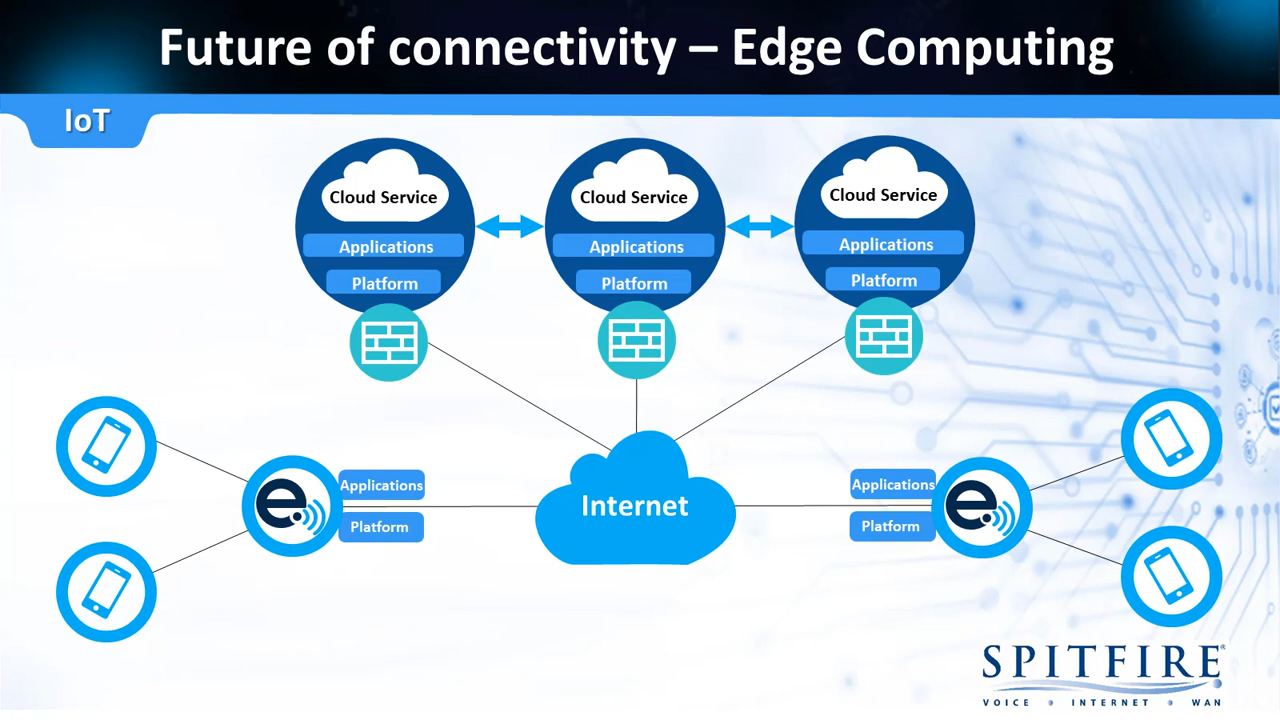 Future of connectivity – Edge Computing
IoT
Cloud Service
Applications
Platform
Cloud Service
Applications
Platform
Cloud Service
Applications
Platform
e
Applications
Platform
Internet
Applications
Platform
e
SPITFIRE®
VOICE • INTERNET • WAN